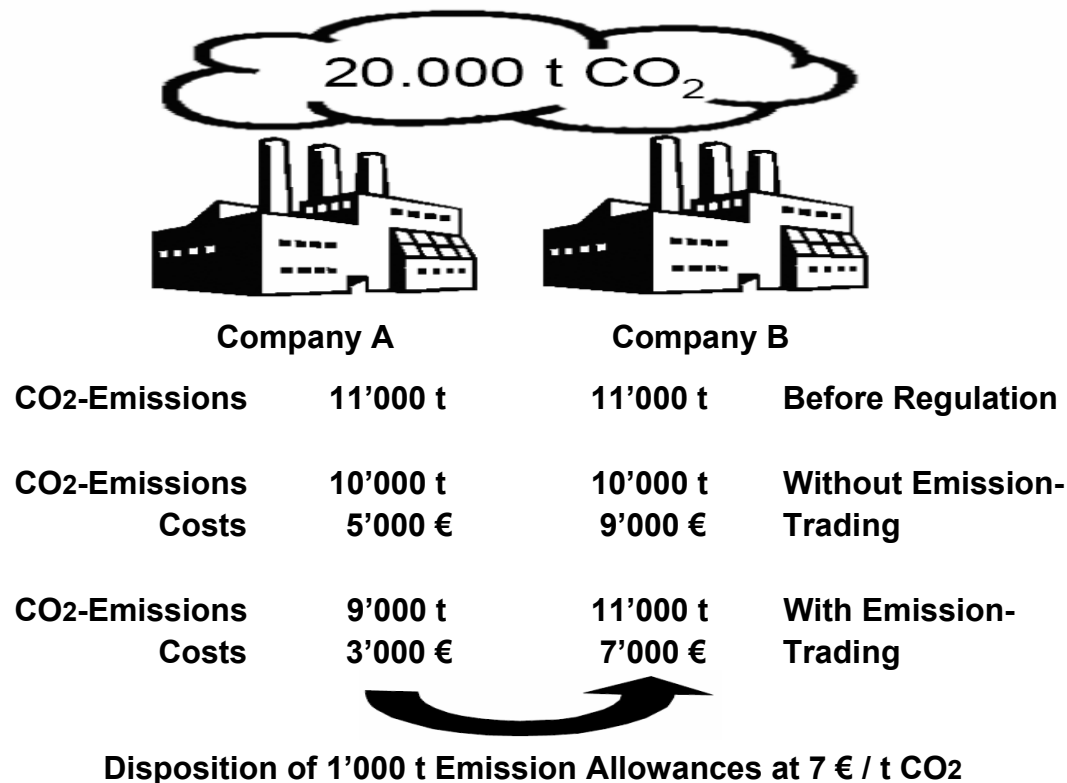 20.000 t CO₂
Company A Company B
CO2-Emissions 11’000 t 11’000 t Before Regulation
CO2-Emissions 10’000 t 10’000 t Without Emission-
Costs 5’000 € 9’000 € Trading
CO2-Emissions 9’000 t 11’000 t With Emission-
Costs 3’000 € 7’000 € Trading
Disposition of 1’000 t Emission Allowances at 7 € / t CO2